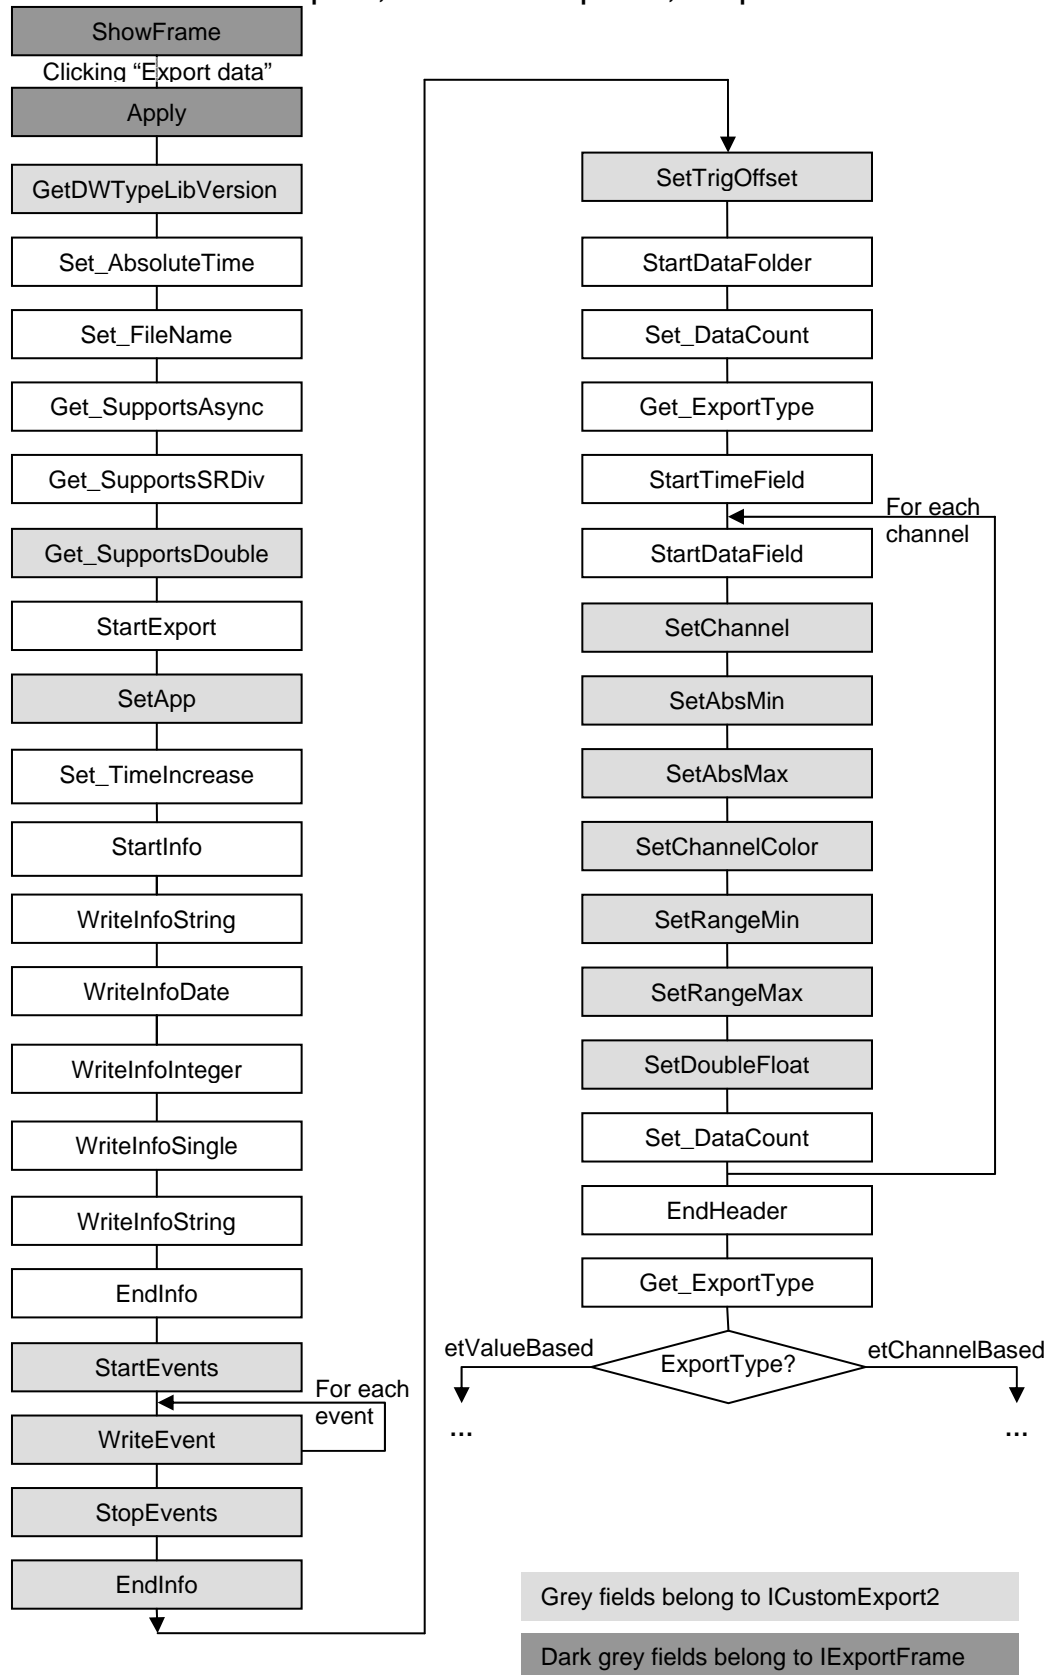 ShowFrame
Clicking “Export data”
Apply
GetDWTypeLibVersion
Set_AbsoluteTime
Set_FileName
Get_SupportsAsync
Get_SupportsSRDiv
Get_SupportsDouble
StartExport
SetApp
Set_TimeIncrease
StartInfo
WriteInfoString
WriteInfoDate
WriteInfoInteger
WriteInfoSingle
WriteInfoString
EndInfo
StartEvents
For each
event
WriteEvent
StopEvents
EndInfo
SetTrigOffset
StartDataFolder
Set_DataCount
Get_ExportType
StartTimeField
For each
channel
StartDataField
SetChannel
SetAbsMin
SetAbsMax
SetChannelColor
SetRangeMin
SetRangeMax
SetDoubleFloat
Set_DataCount
EndHeader
Get_ExportType
etValueBased
ExportType?
etChannelBased
...
...
Grey fields belong to ICustomExport2
Dark grey fields belong to IExportFrame